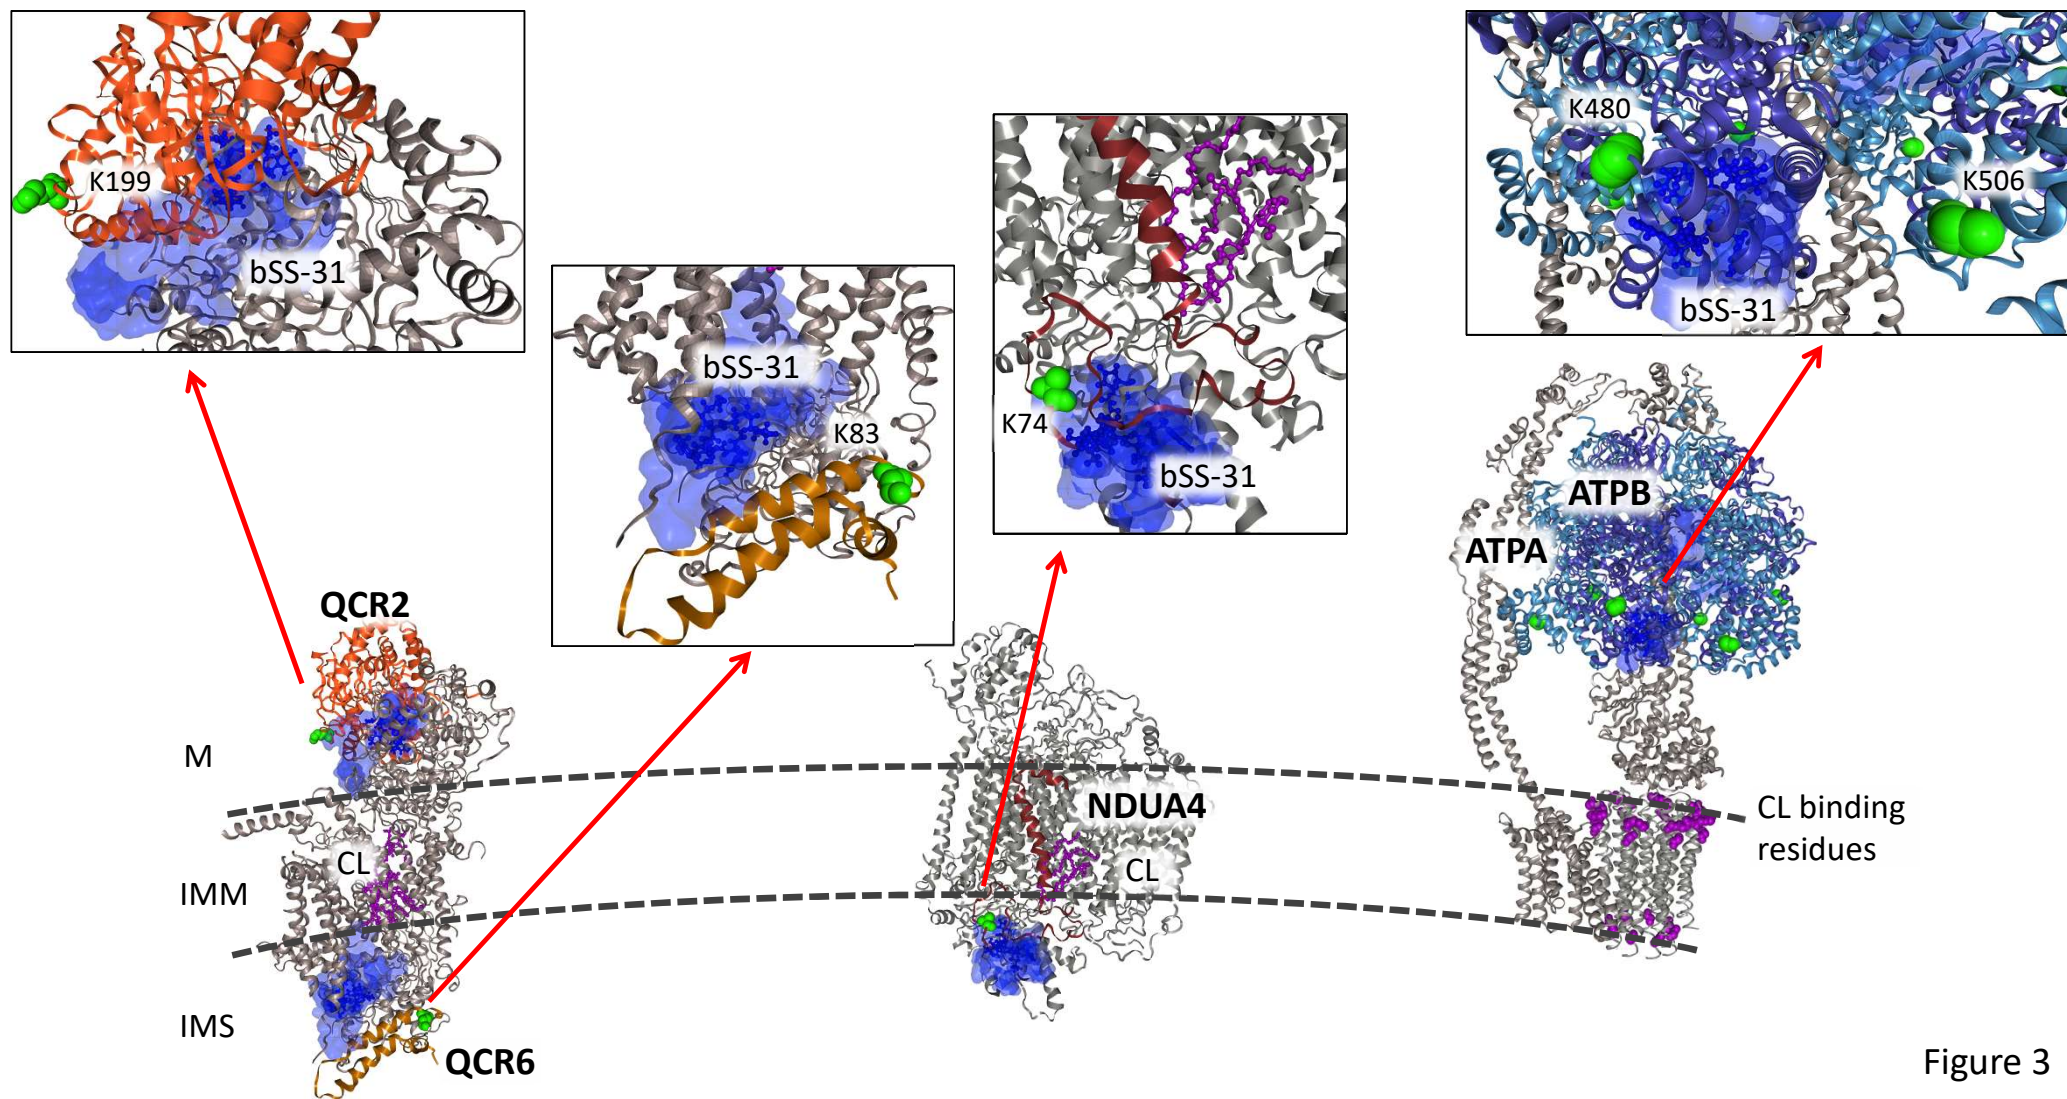 K199
bSS-31
bSS-31
K83
K74
bSS-31
K480
K506
bSS-31
ATPB
ATPA
QCR2
M
NDUA4
CL binding
residues
CL
CL
IMM
IMS
QCR6
Figure 3